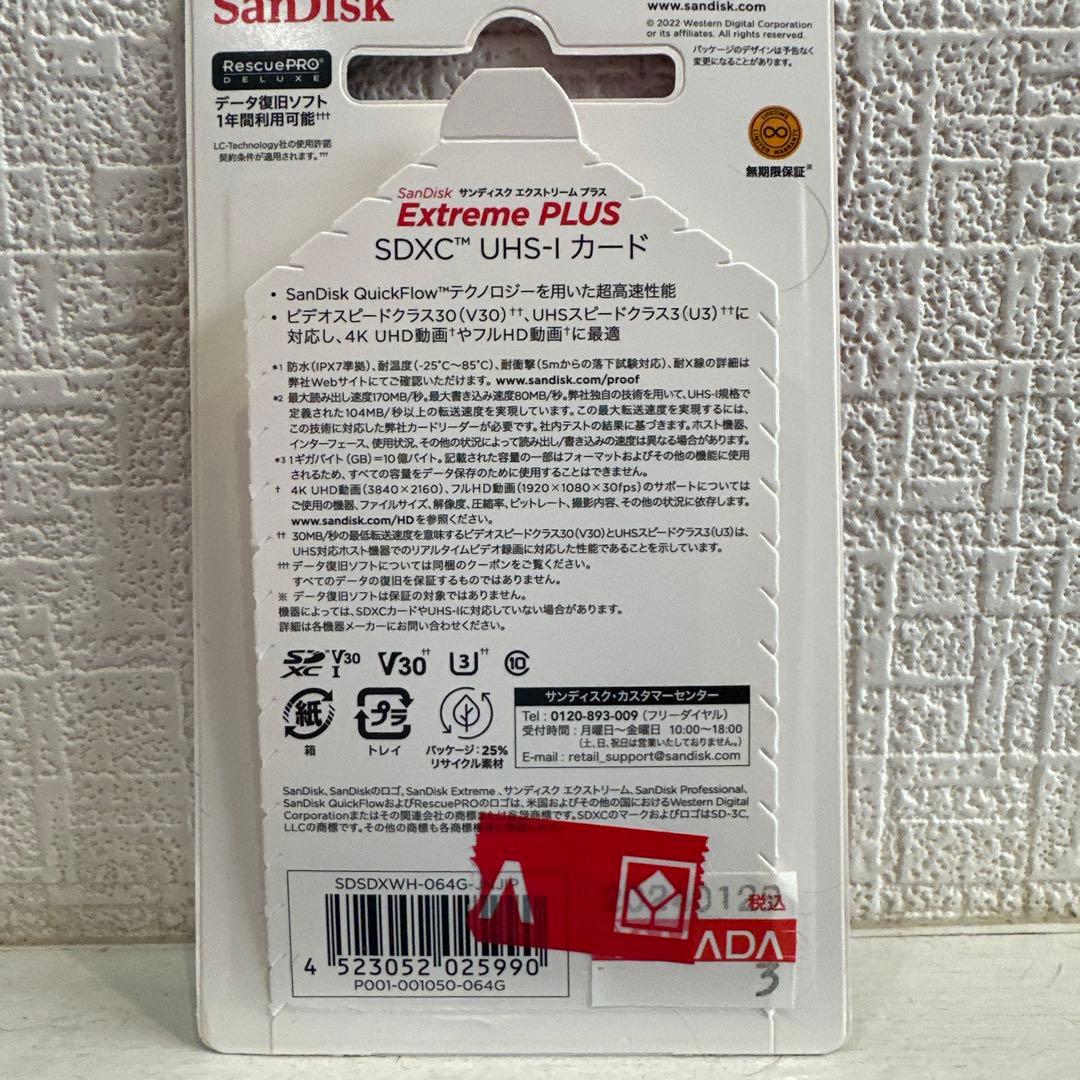 SanDisk
www.sandisk.com
© 2022 Western Digital Corporation
or its affiliates. All rights reserved.
パッケージのデザインは予告なく
変更になることがあります。
RescuePRO®
DELUXE
データ復旧ソフト
1年間利用可能†††
LC-Technology社の使用許諾
契約条件が適用されます。†††
LIFETIME
LIMITED WARRANTY
無期限保証※
SanDisk サンディスク エクストリーム プラス
Extreme PLUS
SDXC™ UHS-I カード
• SanDisk QuickFlow™テクノロジーを用いた超高速性能
• ビデオスピードクラス30(V30)††、UHSスピードクラス3(U3)††に
対応し、4K UHD動画†やフルHD動画†に最適
*1 防水(IPX7準拠)、耐温度(-25°C～85°C)、耐衝撃(5mからの落下試験対応)、耐X線の詳細は
弊社Webサイトにてご確認いただけます。www.sandisk.com/proof
*2 最大読み出し速度170MB/秒。最大書き込み速度80MB/秒。弊社独自の技術を用いて、UHS-I規格で
定義された104MB/秒以上の転送速度を実現しています。この最大転送速度を実現するには、
この技術に対応した弊社カードリーダーが必要です。社内テストの結果に基づきます。ホスト機器、
インターフェース、使用状況、その他の状況によって読み出し/書き込みの速度は異なる場合があります。
*3 1ギガバイト(GB)=10億バイト。記載された容量の一部はフォーマットおよびその他の機能に使用
されるため、すべての容量をデータ保存のために使用することはできません。
† 4K UHD動画(3840×2160)、フルHD動画(1920×1080×30fps)のサポートについては
ご使用の機器、ファイルサイズ、解像度、圧縮率、ビットレート、撮影内容、その他の状況に依存します。
www.sandisk.com/HDを参照ください。
†† 30MB/秒の最低転送速度を意味するビデオスピードクラス30(V30)とUHSスピードクラス3(U3)は、
UHS対応ホスト機器でのリアルタイムビデオ録画に対応した性能であることを示しています。
††† データ復旧ソフトについては同梱のクーポンをご覧ください。
すべてのデータの復旧を保証するものではありません。
※ データ復旧ソフトは保証の対象ではありません。
機器によっては、SDXCカードやUHS-Iに対応していない場合があります。
詳細は各機器メーカーにお問い合わせください。
SD XC I V30 V30†† U3†† 10
紙 プラ
箱 トレイ パッケージ:25%
リサイクル素材
サンディスク・カスタマーセンター
Tel : 0120-893-009 (フリーダイヤル)
受付時間 : 月曜日～金曜日 10:00～18:00
(土、日、祝日は営業いたしておりません。)
E-mail : retail_support@sandisk.com
SanDisk、SanDiskのロゴ、SanDisk Extreme 、サンディスク エクストリーム、SanDisk Professional、
SanDisk QuickFlowおよびRescuePROのロゴは、米国およびその他の国におけるWestern Digital
Corporationまたはその関連会社の商標または登録商標です。SDXCのマークおよびロゴはSD-3C,
LLCの商標です。その他の商標も各商標
SDSDXWH-064G-JNJIP
4 523052 025990
P001-001050-064G
税込
ADA
3